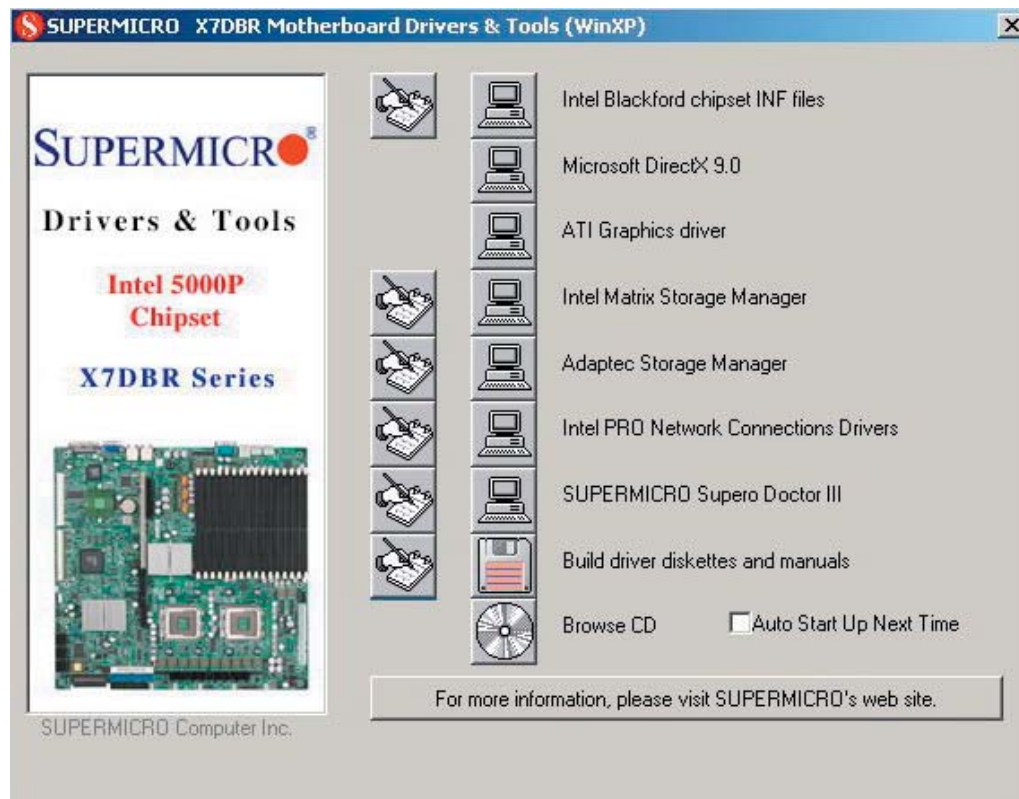 SUPERMICRO X7DBR Motherboard Drivers & Tools (WinXP)
SUPERMICRO®
Drivers & Tools
Intel 5000P
Chipset
X7DBR Series
SUPERMICRO Computer Inc.
Intel Blackford chipset INF files
Microsoft DirectX 9.0
ATI Graphics driver
Intel Matrix Storage Manager
Adaptec Storage Manager
Intel PRO Network Connections Drivers
SUPERMICRO Supero Doctor III
Build driver diskettes and manuals
Browse CD
Auto Start Up Next Time
For more information, please visit SUPERMICRO's web site.